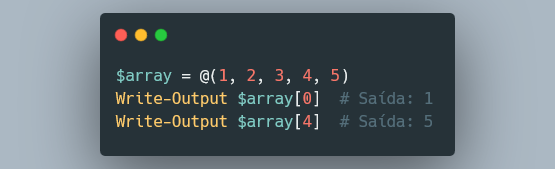 $array = @(1, 2, 3, 4, 5)
Write-Output $array[0]  # Saída: 1
Write-Output $array[4]  # Saída: 5